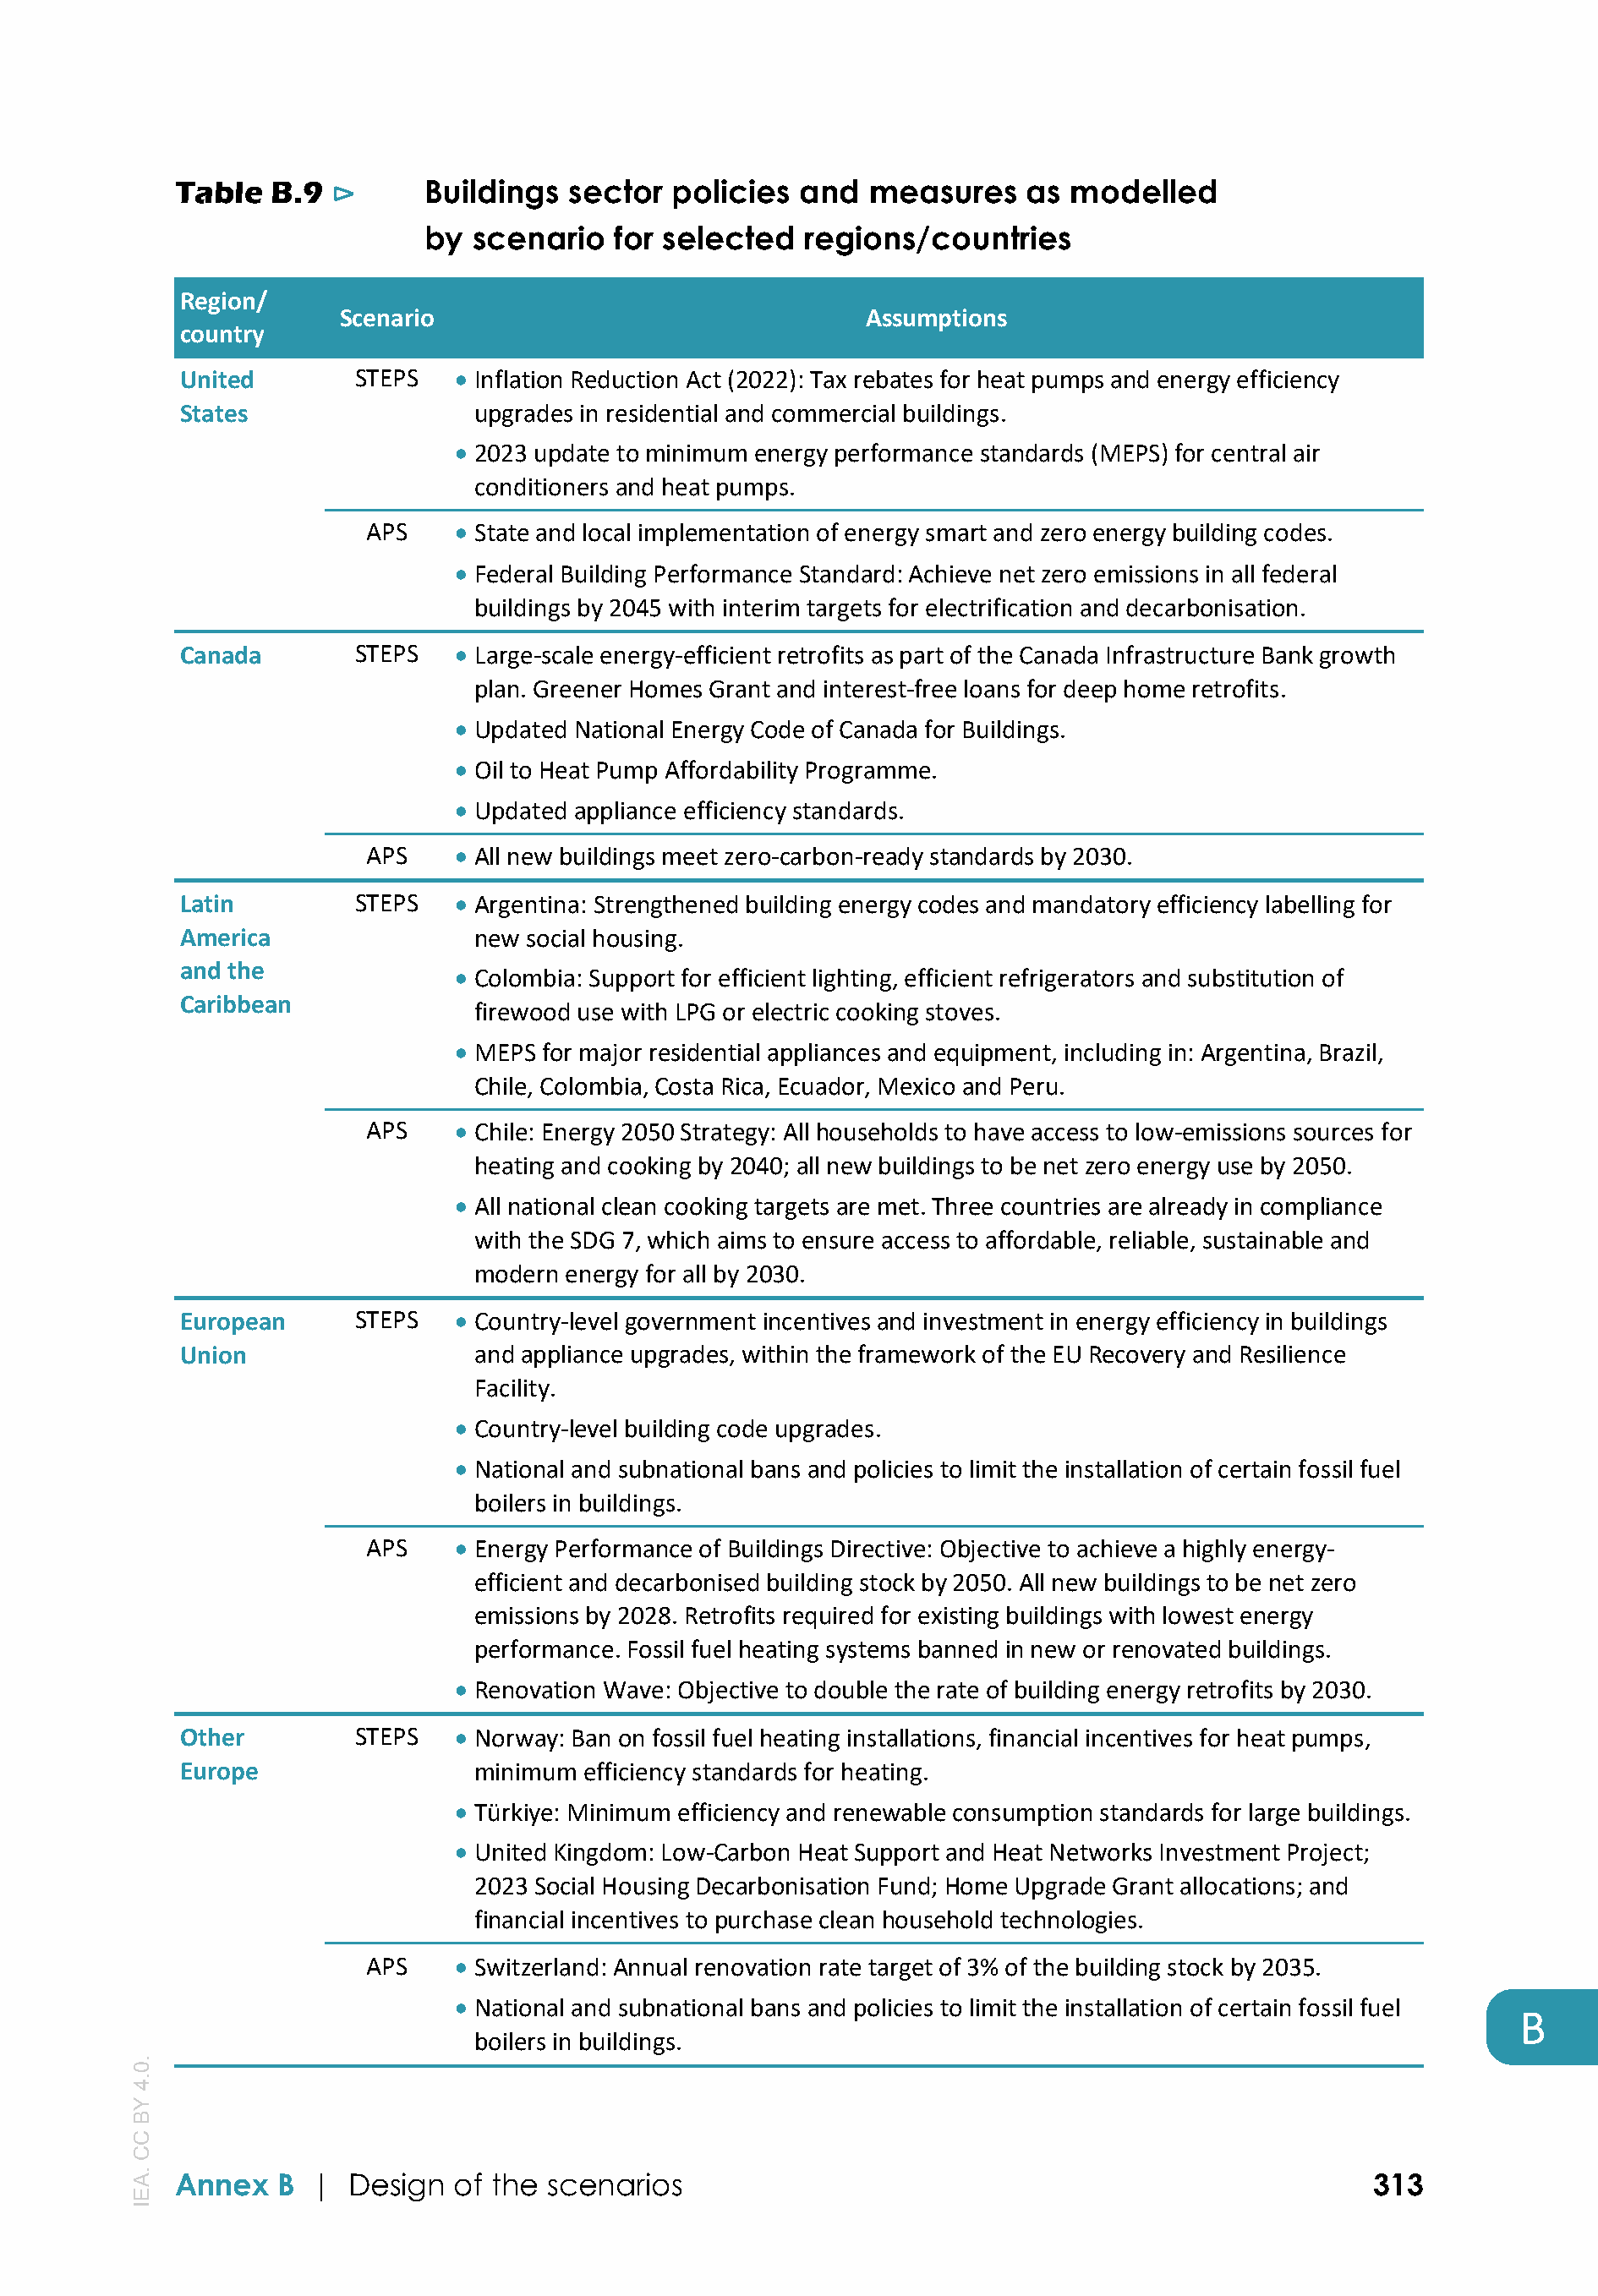 Table B.9 ▷ Buildings sector policies and measures as modelled
by scenario for selected regions/countries
Region/
country
Scenario
Assumptions
United
States
STEPS
• Inflation Reduction Act (2022): Tax rebates for heat pumps and energy efficiency
upgrades in residential and commercial buildings.
• 2023 update to minimum energy performance standards (MEPS) for central air
conditioners and heat pumps.
APS
• State and local implementation of energy smart and zero energy building codes.
• Federal Building Performance Standard: Achieve net zero emissions in all federal
buildings by 2045 with interim targets for electrification and decarbonisation.
Canada
STEPS
• Large-scale energy-efficient retrofits as part of the Canada Infrastructure Bank growth
plan. Greener Homes Grant and interest-free loans for deep home retrofits.
• Updated National Energy Code of Canada for Buildings.
• Oil to Heat Pump Affordability Programme.
• Updated appliance efficiency standards.
APS
• All new buildings meet zero-carbon-ready standards by 2030.
Latin
America
and the
Caribbean
STEPS
• Argentina: Strengthened building energy codes and mandatory efficiency labelling for
new social housing.
• Colombia: Support for efficient lighting, efficient refrigerators and substitution of
firewood use with LPG or electric cooking stoves.
• MEPS for major residential appliances and equipment, including in: Argentina, Brazil,
Chile, Colombia, Costa Rica, Ecuador, Mexico and Peru.
APS
• Chile: Energy 2050 Strategy: All households to have access to low-emissions sources for
heating and cooking by 2040; all new buildings to be net zero energy use by 2050.
• All national clean cooking targets are met. Three countries are already in compliance
with the SDG 7, which aims to ensure access to affordable, reliable, sustainable and
modern energy for all by 2030.
European
Union
STEPS
• Country-level government incentives and investment in energy efficiency in buildings
and appliance upgrades, within the framework of the EU Recovery and Resilience
Facility.
• Country-level building code upgrades.
• National and subnational bans and policies to limit the installation of certain fossil fuel
boilers in buildings.
APS
• Energy Performance of Buildings Directive: Objective to achieve a highly energy-
efficient and decarbonised building stock by 2050. All new buildings to be net zero
emissions by 2028. Retrofits required for existing buildings with lowest energy
performance. Fossil fuel heating systems banned in new or renovated buildings.
• Renovation Wave: Objective to double the rate of building energy retrofits by 2030.
Other
Europe
STEPS
• Norway: Ban on fossil fuel heating installations, financial incentives for heat pumps,
minimum efficiency standards for heating.
• Türkiye: Minimum efficiency and renewable consumption standards for large buildings.
• United Kingdom: Low-Carbon Heat Support and Heat Networks Investment Project;
2023 Social Housing Decarbonisation Fund; Home Upgrade Grant allocations; and
financial incentives to purchase clean household technologies.
APS
• Switzerland: Annual renovation rate target of 3% of the building stock by 2035.
• National and subnational bans and policies to limit the installation of certain fossil fuel
boilers in buildings.
B
IEA. CC BY 4.0.
Annex B | Design of the scenarios
313